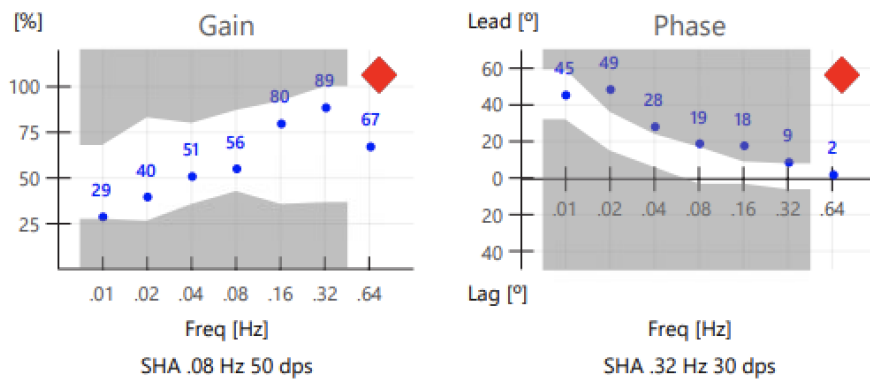 [%] Gain
100
75
50
25
29 40 51 56 80 89 67
.01 .02 .04 .08 .16 .32 .64
Freq [Hz]
SHA .08 Hz 50 dps
Lead [º] Phase
60
40
20
0
20
40
45 49 28 19 18 9 2
.01 .02 .04 .08 .16 .32 .64
Lag [º]
Freq [Hz]
SHA .32 Hz 30 dps